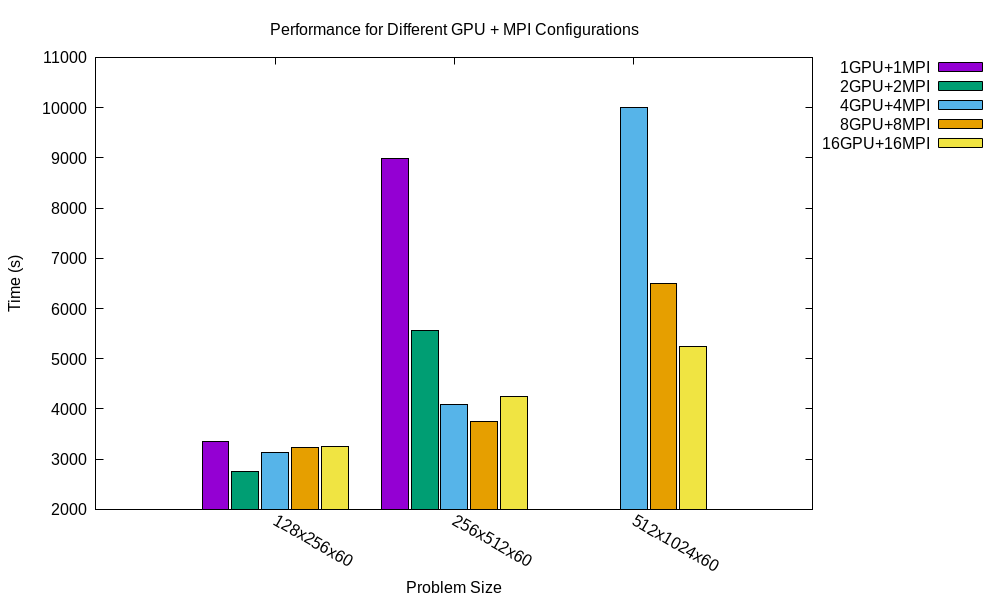 Performance for Different GPU + MPI Configurations
11000
10000
9000
8000
7000
6000
5000
4000
3000
2000
Time (s)
128x256x60
256x512x60
512x1024x60
Problem Size
1GPU+1MPI
2GPU+2MPI
4GPU+4MPI
8GPU+8MPI
16GPU+16MPI